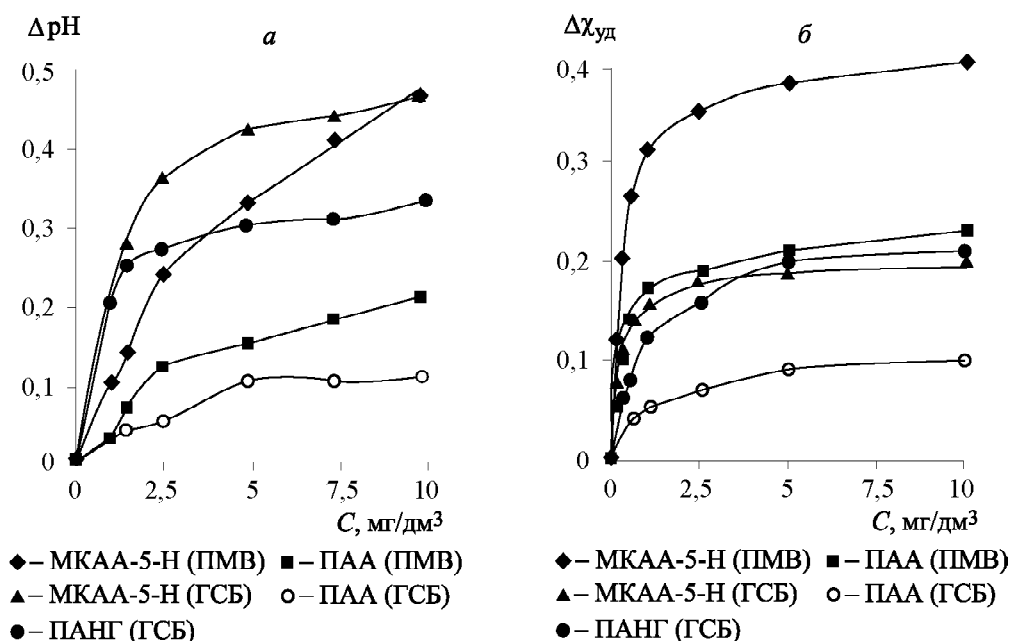 ΔpH
а
0,5
0,4
0,3
0,2
0,1
0
0
2,5
5
7,5
10
C, мг/дм³
– МКАА-5-Н (ПМВ)
– ПАА (ПМВ)
– МКАА-5-Н (ГСБ)
– ПАА (ГСБ)
– ПАНГ (ГСБ)
Δχуд
б
0,4
0,3
0,2
0,1
0
0
2,5
5
7,5
10
C, мг/дм³
– МКАА-5-Н (ПМВ)
– ПАА (ПМВ)
– МКАА-5-Н (ГСБ)
– ПАА (ГСБ)
– ПАНГ (ГСБ)